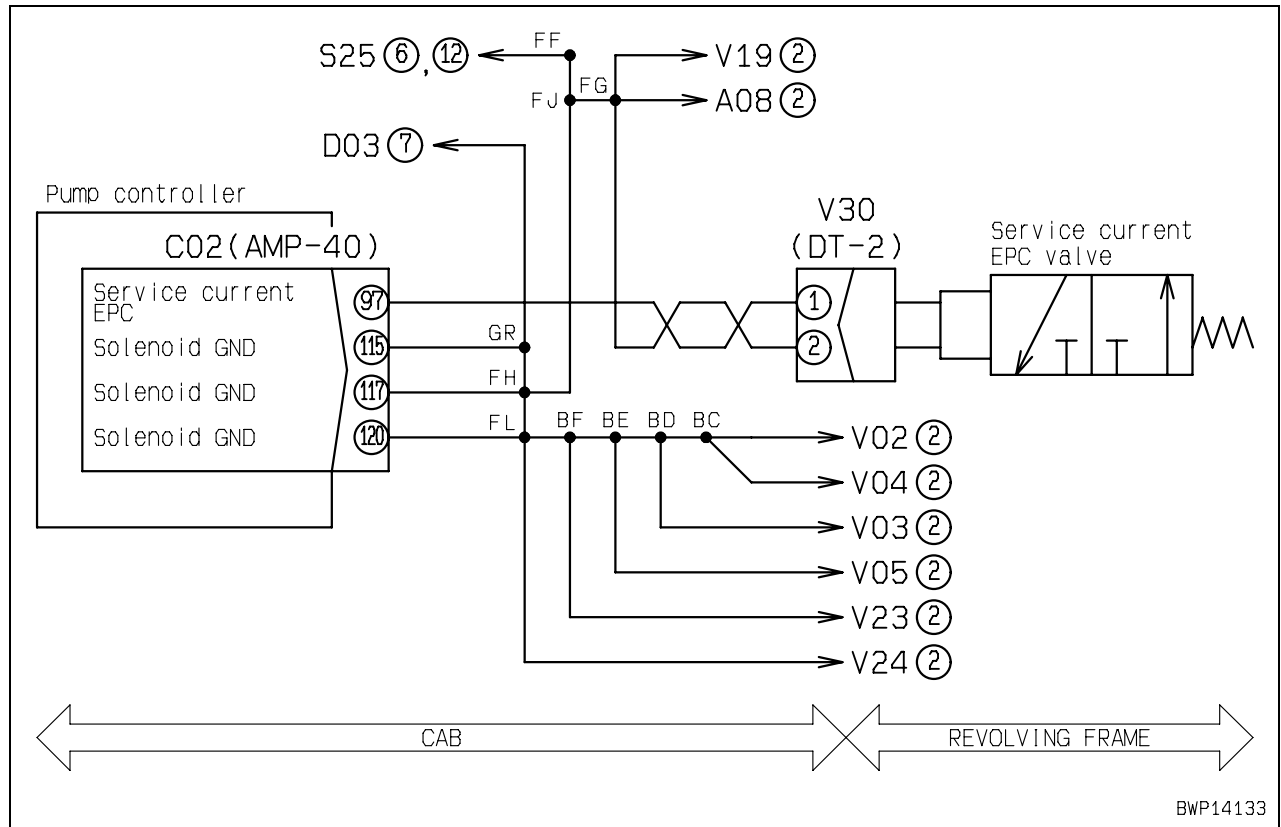 FF
S25 ⑥,⑫
V19 ②
FG
FJ
A08 ②
D03 ⑦
Pump controller
V30
(DT-2)
Service current
EPC valve
C02(AMP-40)
Service current
EPC
97
1
Solenoid GND
115
GR
2
Solenoid GND
117
FH
Solenoid GND
120
FL
BF
BE
BD
BC
V02 ②
V04 ②
V03 ②
V05 ②
V23 ②
V24 ②
CAB
REVOLVING FRAME
BWP14133